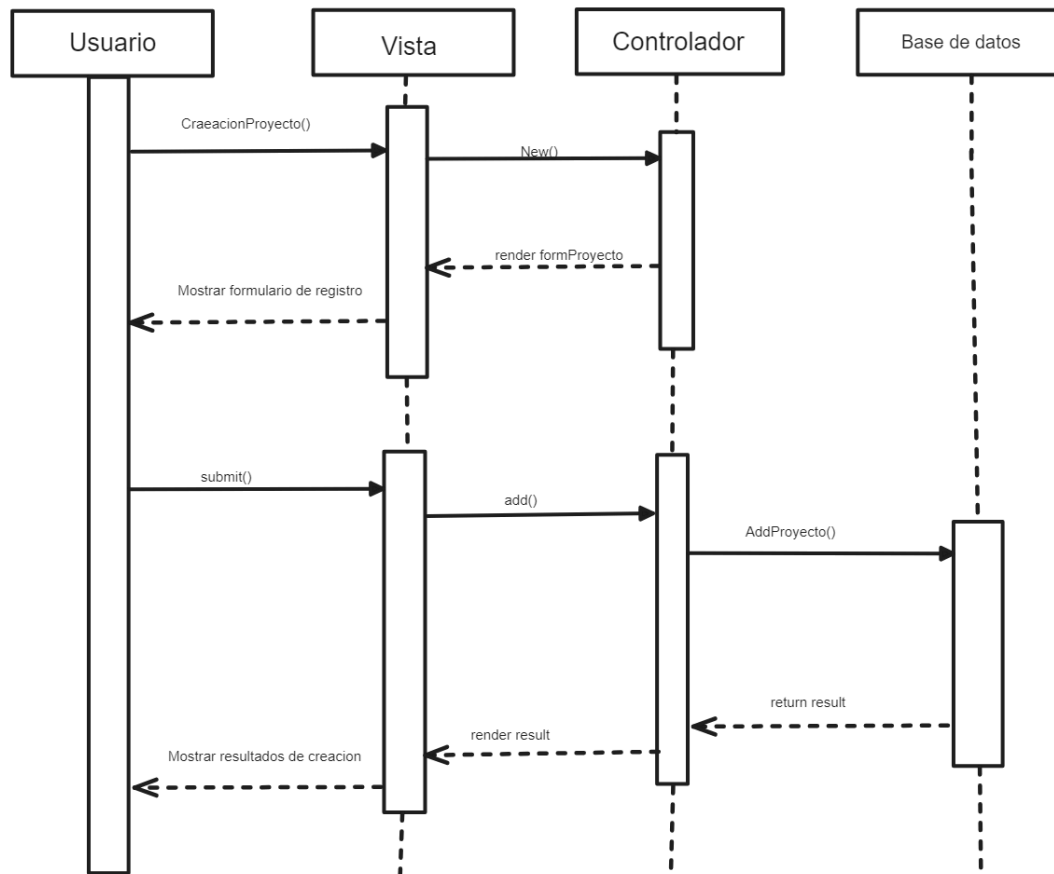 Usuario
Vista
Controlador
Base de datos
CraeacionProyecto()
New()
render formProyecto
Mostrar formulario de registro
submit()
add()
AddProyecto()
return result
render result
Mostrar resultados de creacion